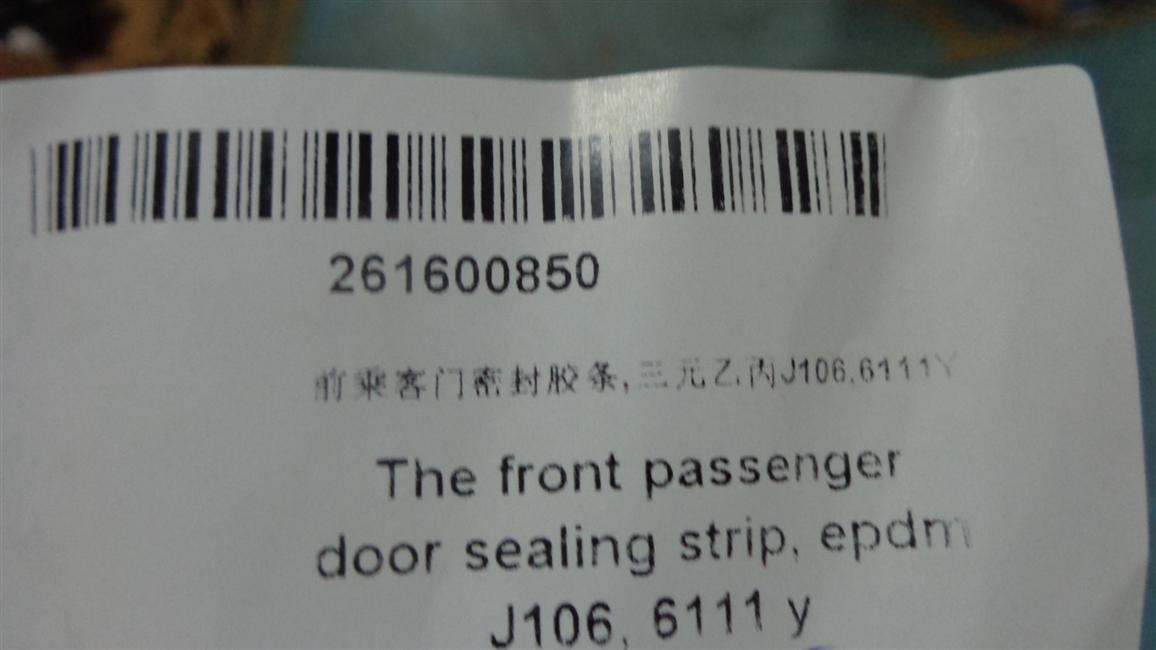 261600850
前乘客门密封胶条,三元乙丙J106,6111Y
The front passenger
door sealing strip, epdm
J106, 6111 y